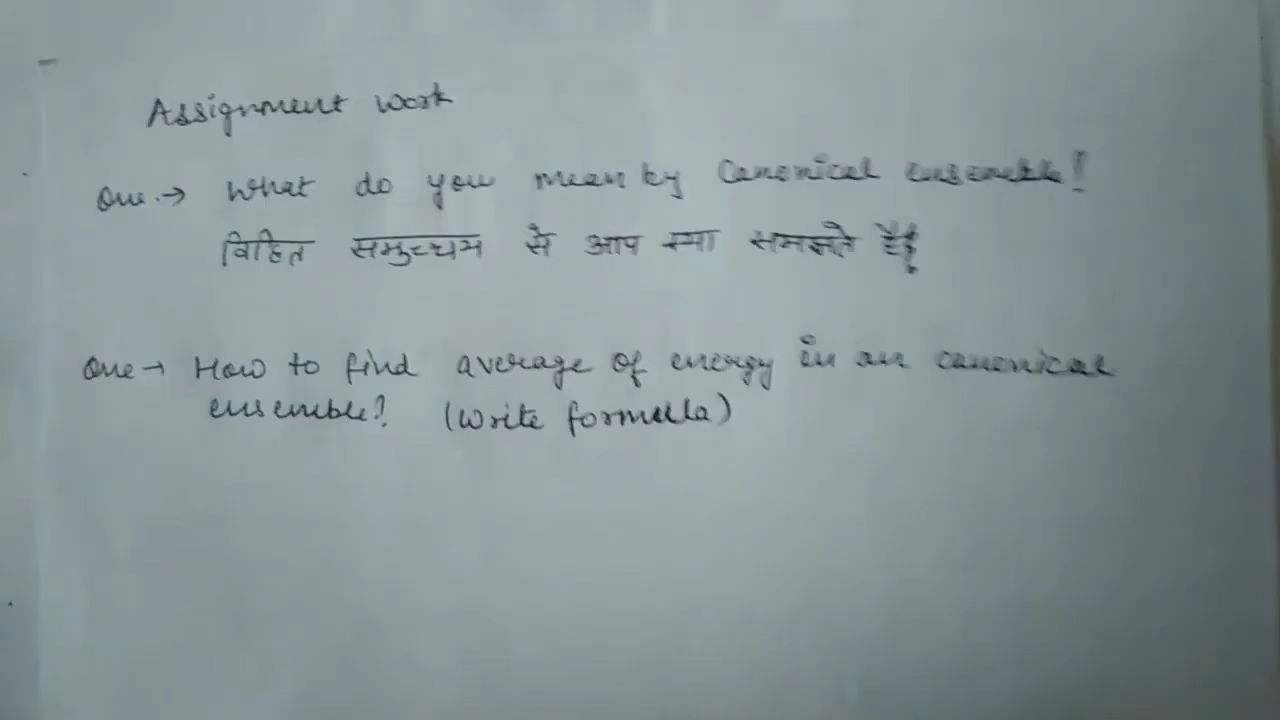 Assignment work
Que. → What do you mean by Canonical ensemble?
विहित समुच्चय से आप क्या समझते हैं?
Que → How to find average of energy in an canonical
ensemble? (Write formula)